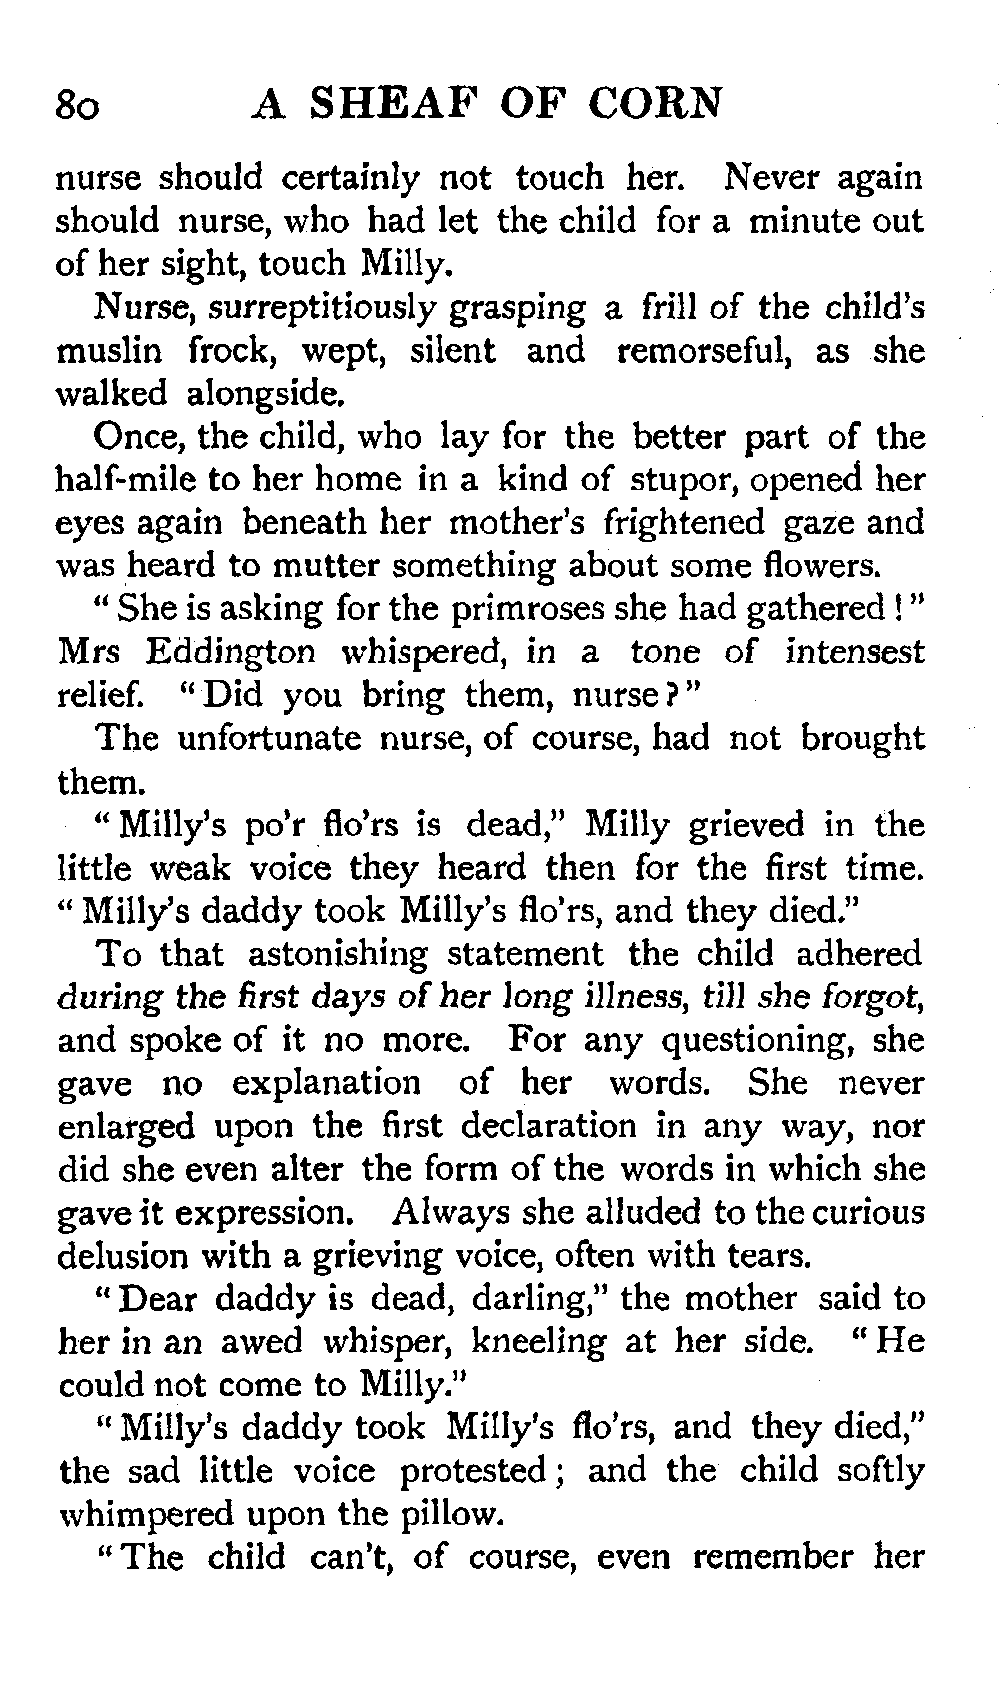 80 A SHEAF OF CORN
nurse should certainly not touch her. Never again
should nurse, who had let the child for a minute out
of her sight, touch Milly.
Nurse, surreptitiously grasping a frill of the child's
muslin frock, wept, silent and remorseful, as she
walked alongside.
Once, the child, who lay for the better part of the
half-mile to her home in a kind of stupor, opened her
eyes again beneath her mother's frightened gaze and
was heard to mutter something about some flowers.
"She is asking for the primroses she had gathered!"
Mrs Eddington whispered, in a tone of intensest
relief. "Did you bring them, nurse?"
The unfortunate nurse, of course, had not brought
them.
"Milly's po'r flo'rs is dead," Milly grieved in the
little weak voice they heard then for the first time.
"Milly's daddy took Milly's flo'rs, and they died."
To that astonishing statement the child adhered
during the first days of her long illness, till she forgot,
and spoke of it no more. For any questioning, she
gave no explanation of her words. She never
enlarged upon the first declaration in any way, nor
did she even alter the form of the words in which she
gave it expression. Always she alluded to the curious
delusion with a grieving voice, often with tears.
"Dear daddy is dead, darling," the mother said to
her in an awed whisper, kneeling at her side. "He
could not come to Milly."
"Milly's daddy took Milly's flo'rs, and they died,"
the sad little voice protested; and the child softly
whimpered upon the pillow.
"The child can't, of course, even remember her